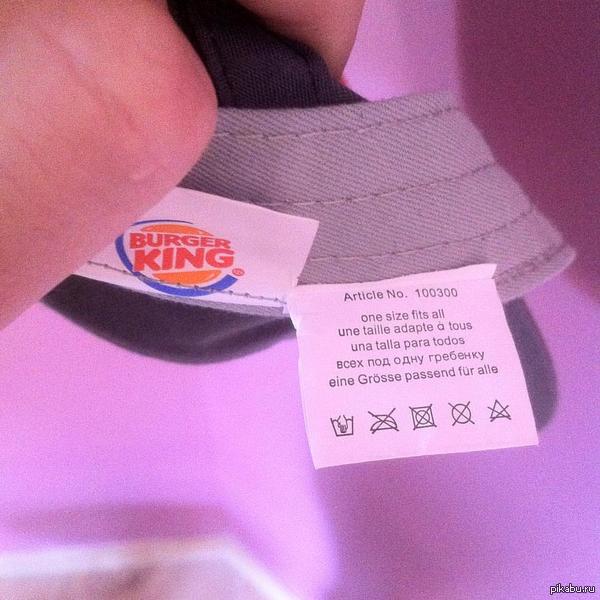 BURGER
KING
®
Article No. 100300
one size fits all
une taille adapte á tous
una talla para todos
всех под одну гребенку
eine Grösse passend für alle
pikabu.ru